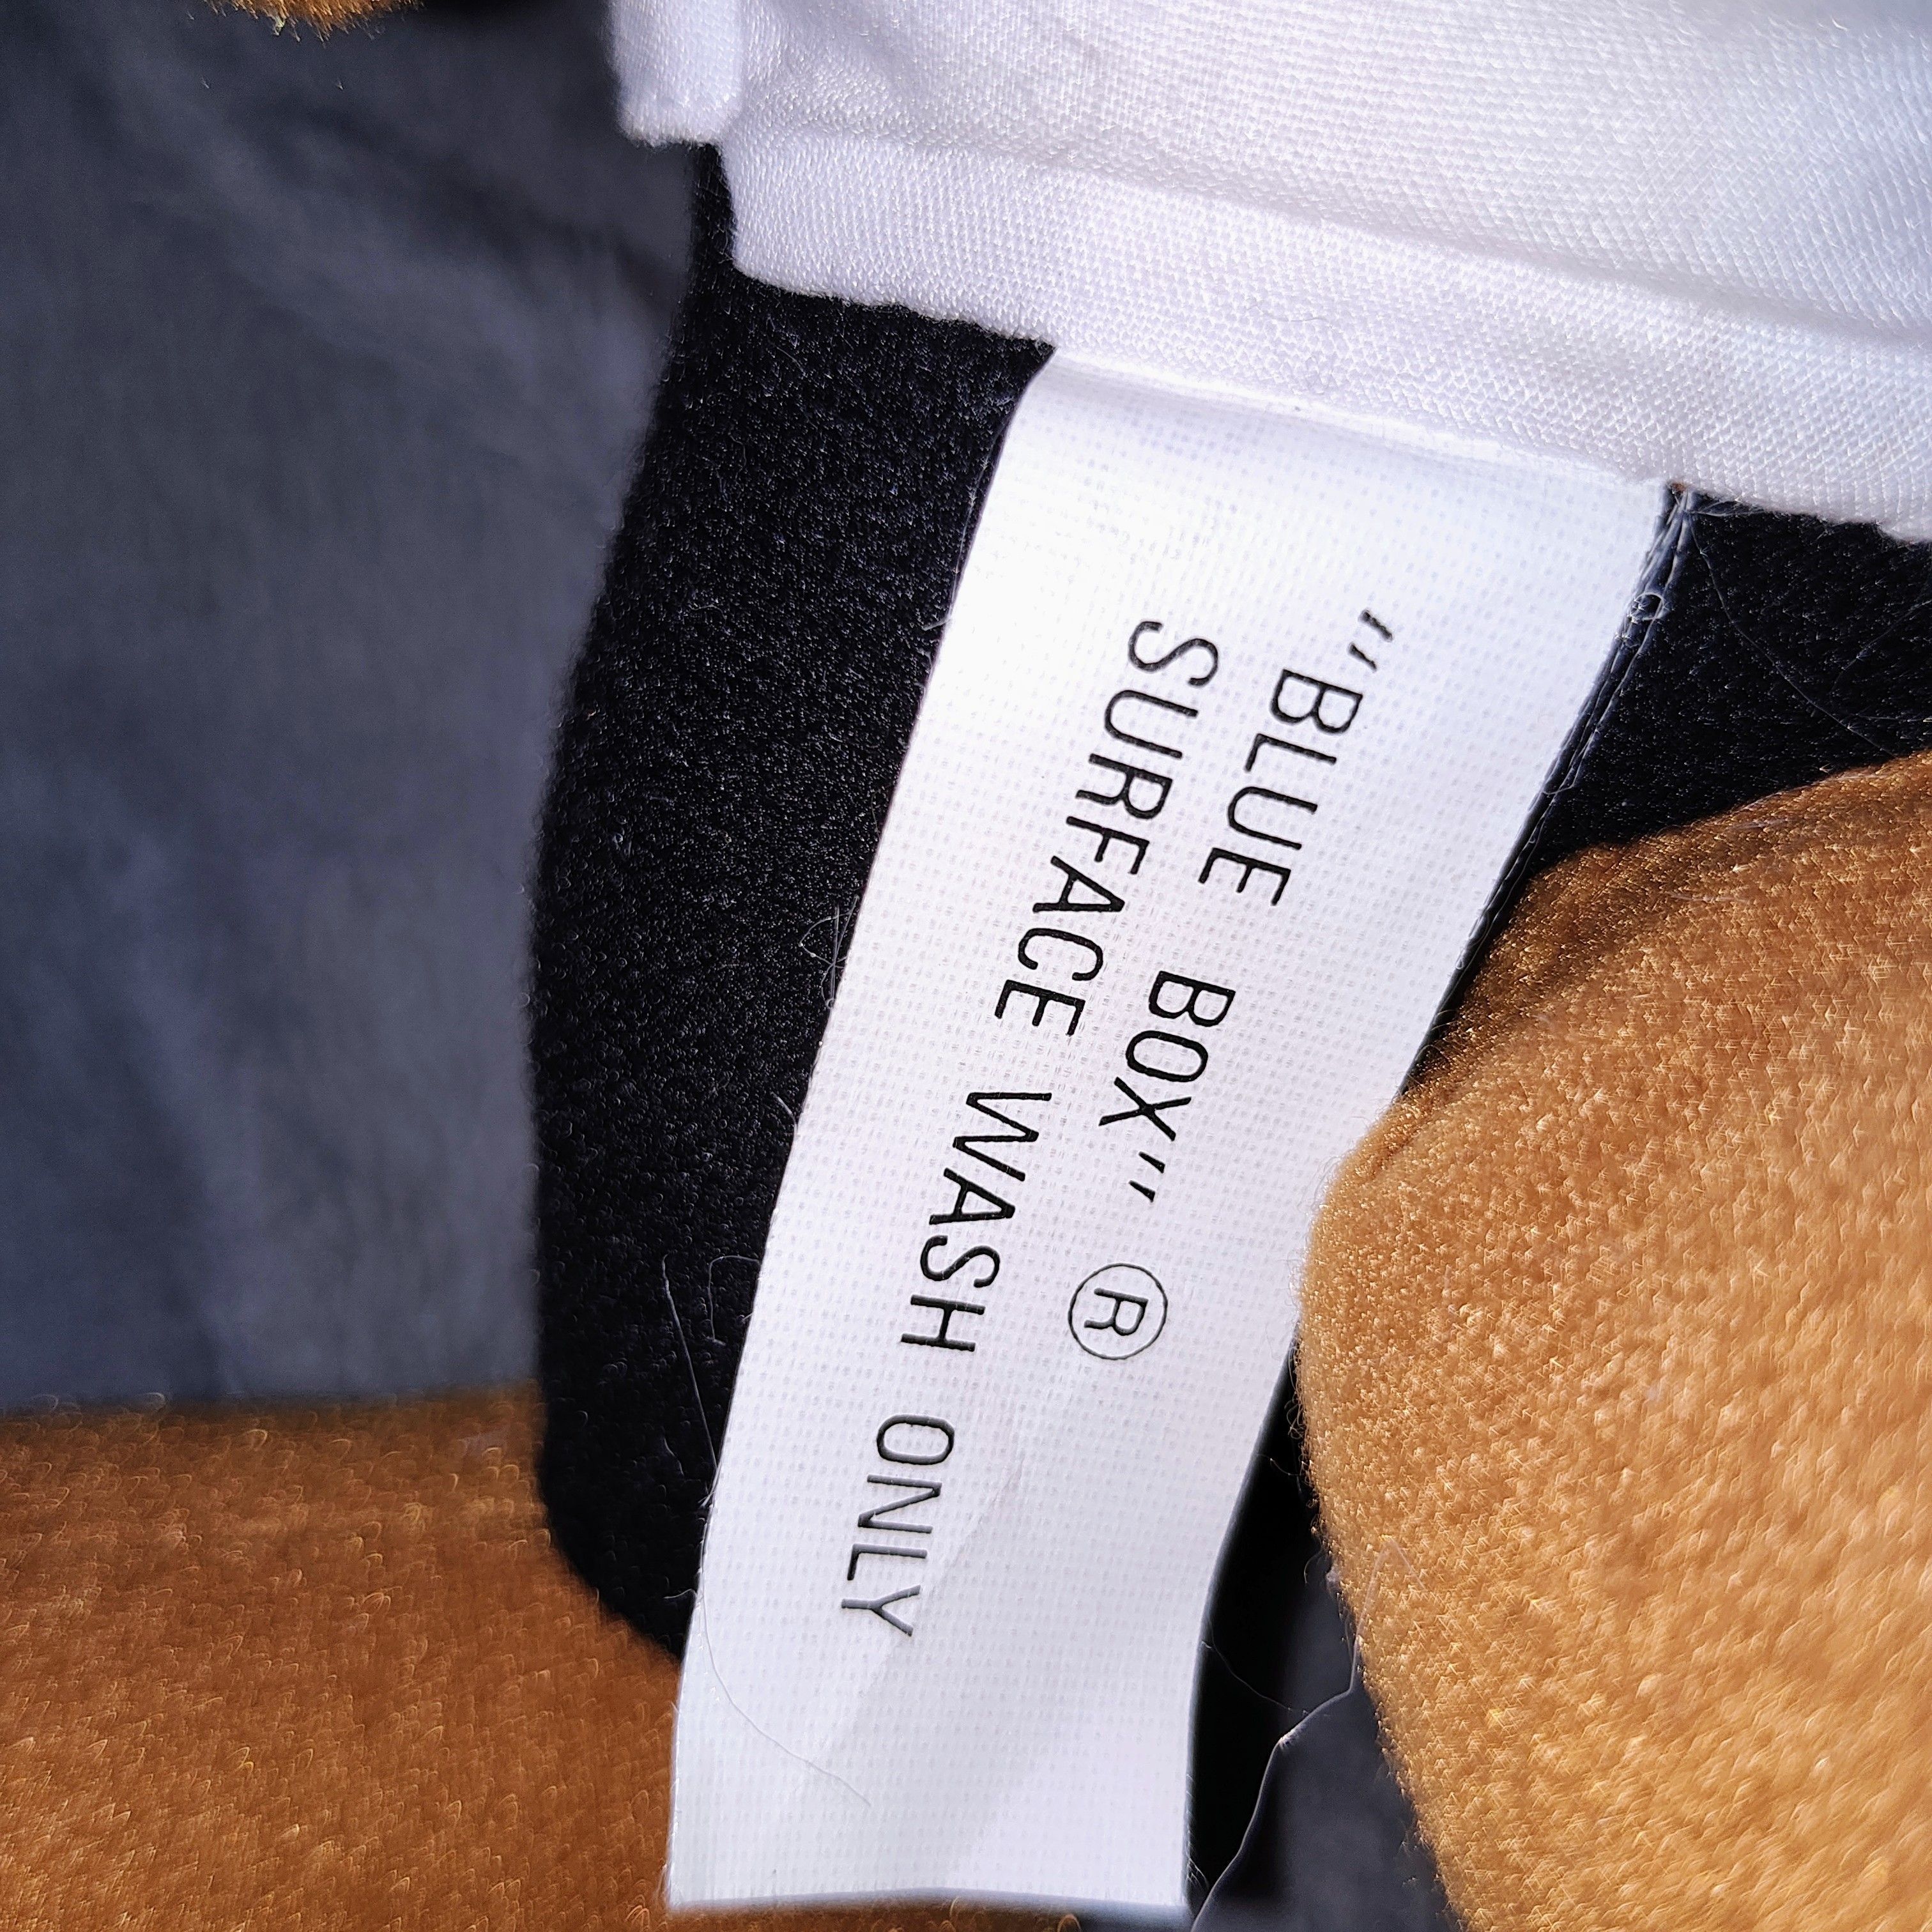 "BLUE BOX" ®
SURFACE WASH ONLY